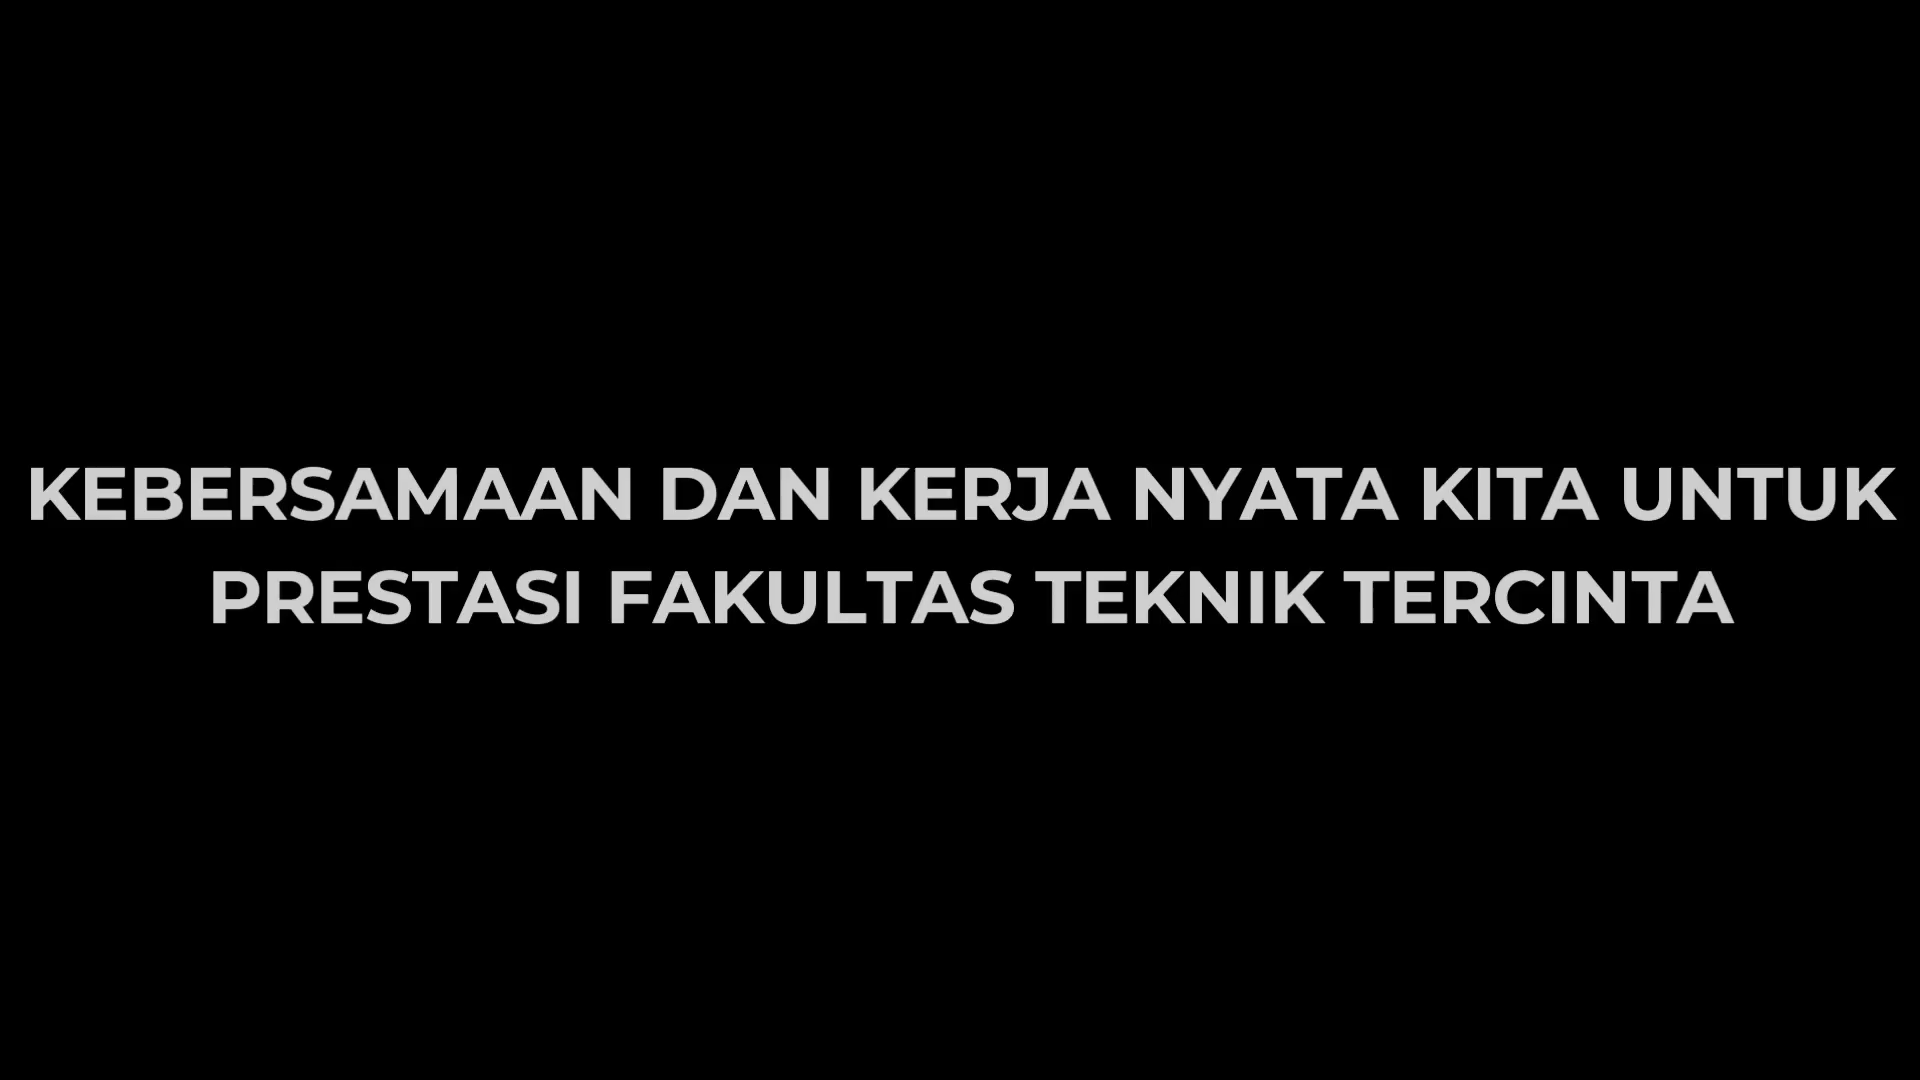 KEBERSAMAAN DAN KERJA NYATA KITA UNTUK
PRESTASI FAKULTAS TEKNIK TERCINTA